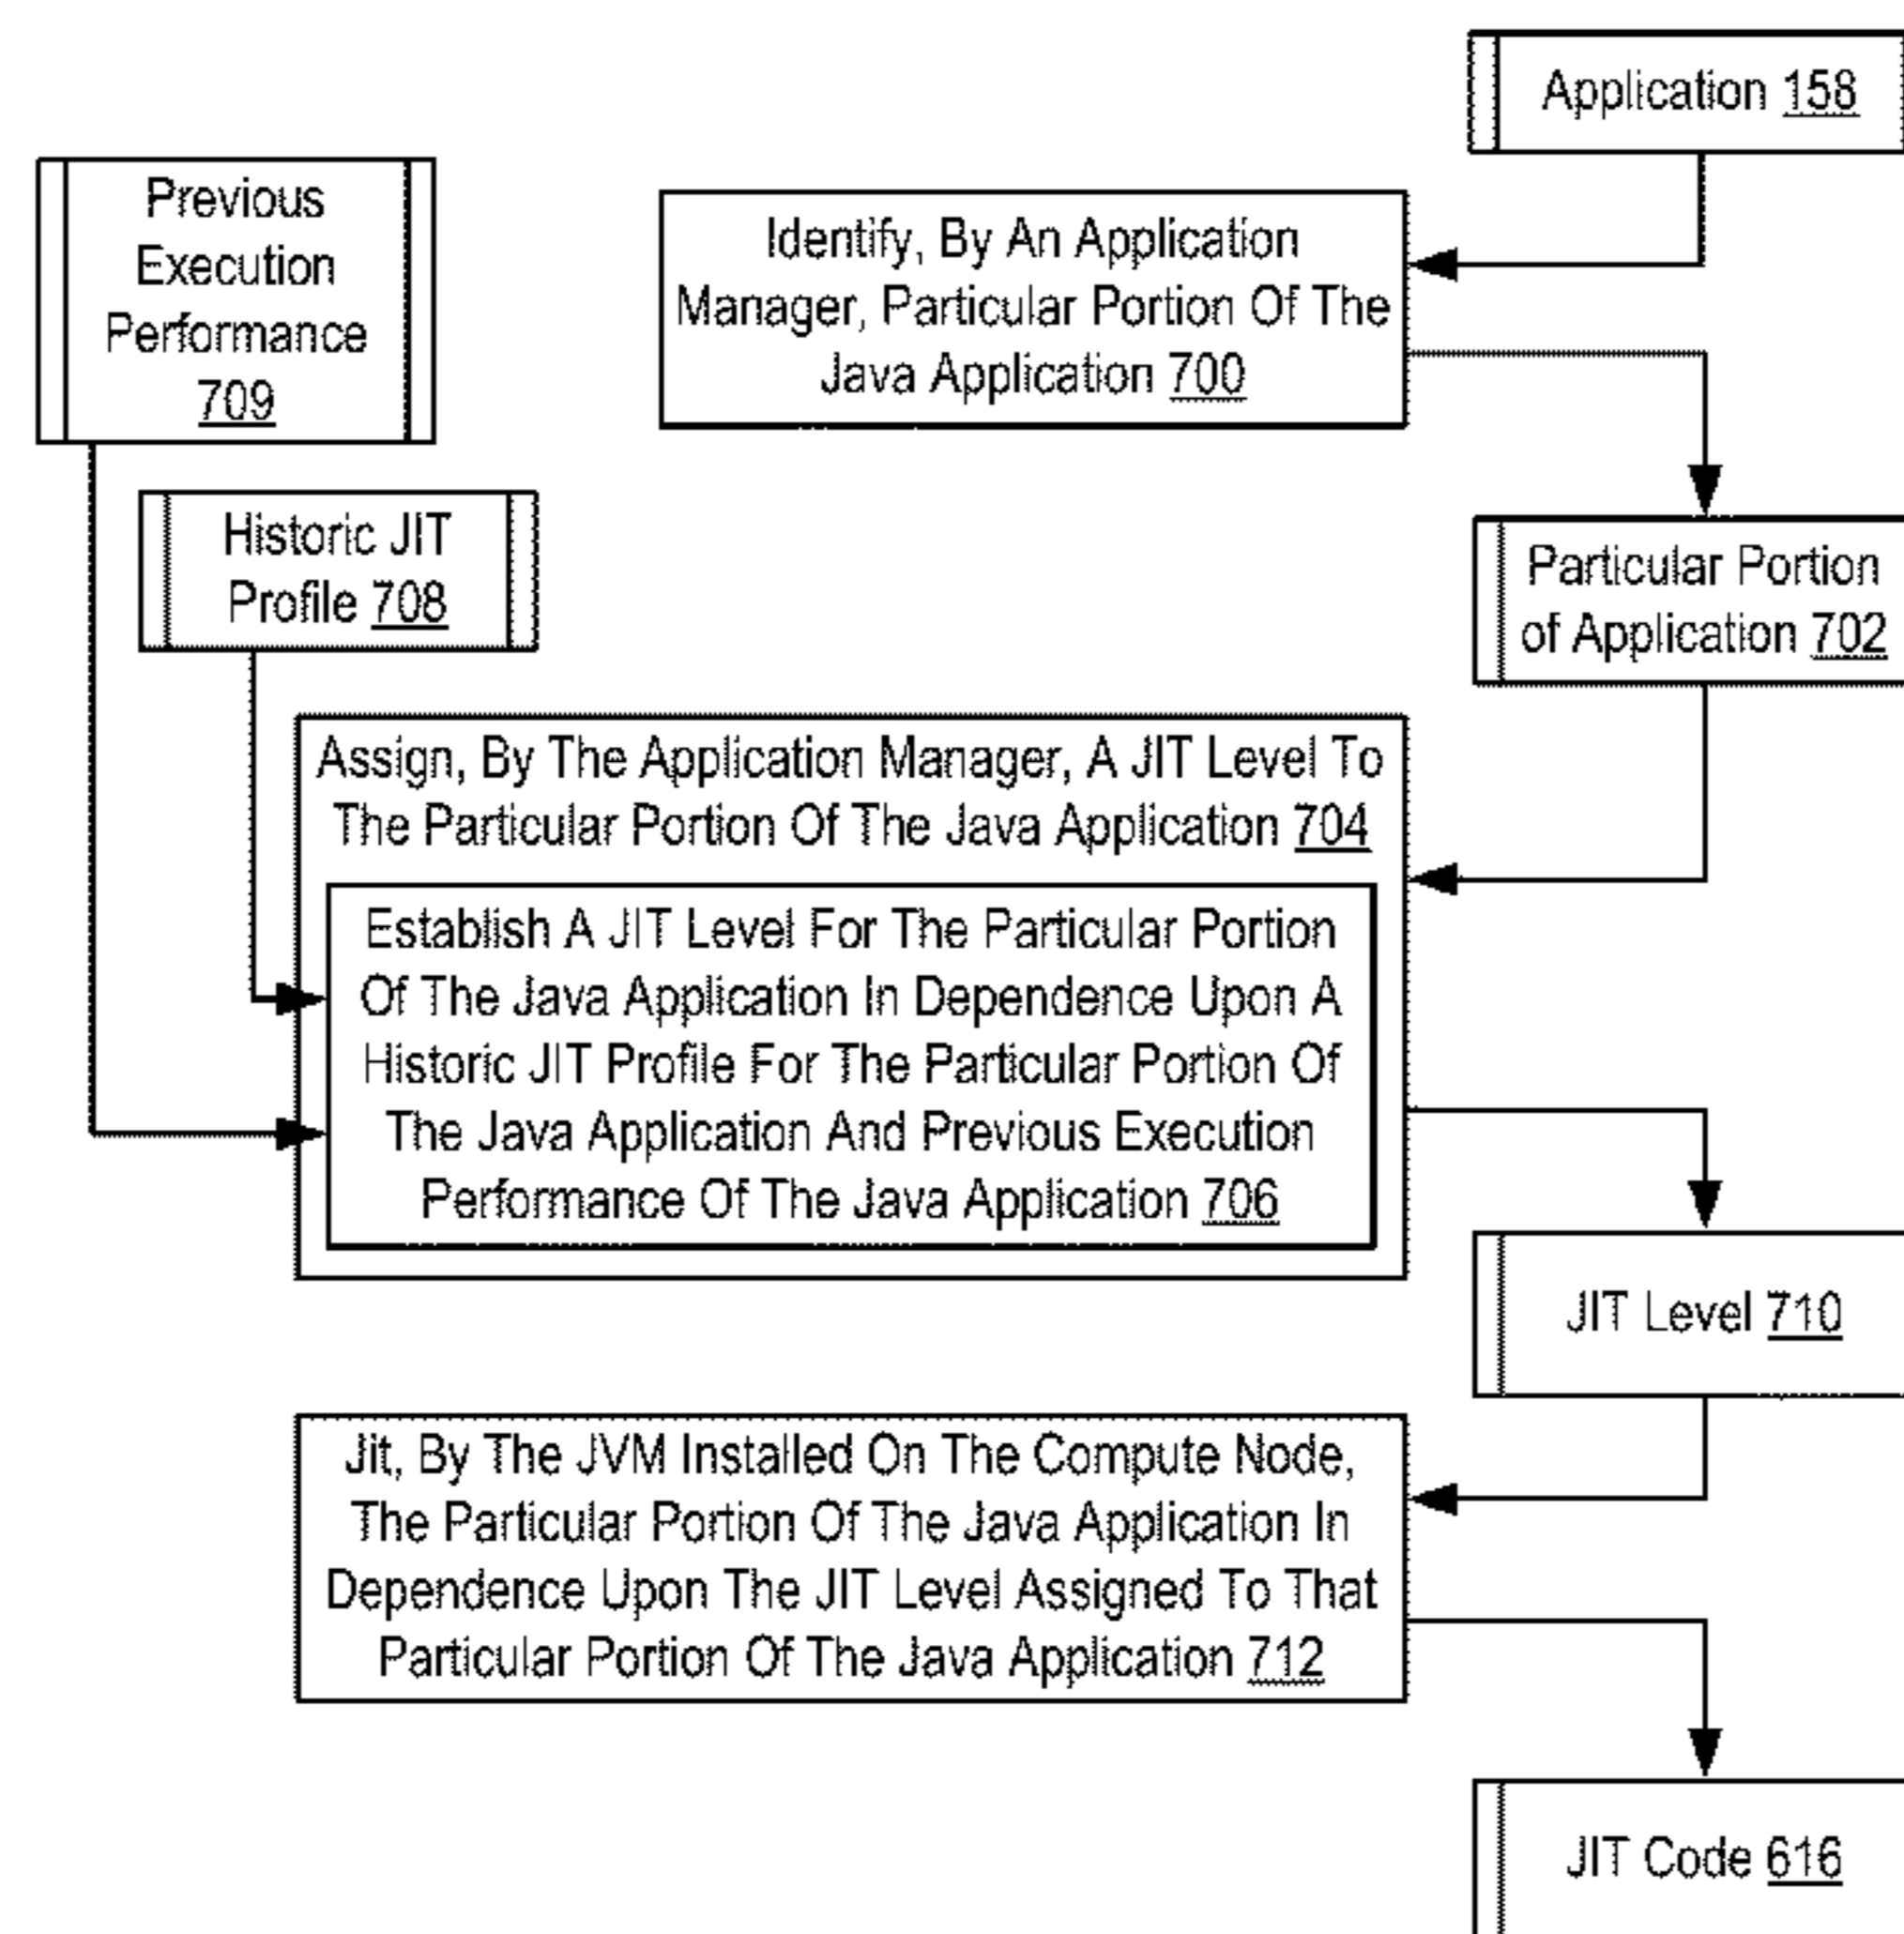 Application 158
Previous
Execution
Performance
709
Identify, By An Application
Manager, Particular Portion Of The
Java Application 700
Historic JIT
Profile 708
Particular Portion
of Application 702
Assign, By The Application Manager, A JIT Level To
The Particular Portion Of The Java Application 704
Establish A JIT Level For The Particular Portion
Of The Java Application In Dependence Upon A
Historic JIT Profile For The Particular Portion Of
The Java Application And Previous Execution
Performance Of The Java Application 706
JIT Level 710
Jit, By The JVM Installed On The Compute Node,
The Particular Portion Of The Java Application In
Dependence Upon The JIT Level Assigned To That
Particular Portion Of The Java Application 712
JIT Code 616